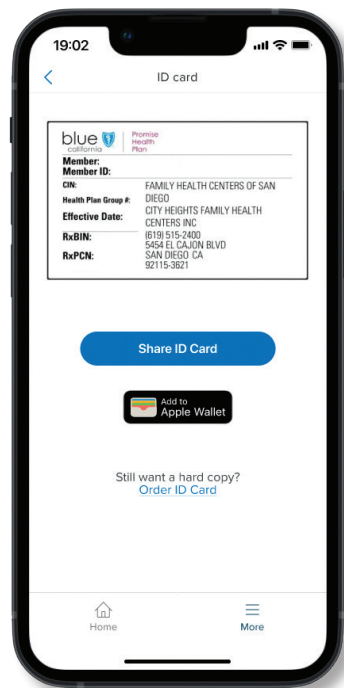 19:02
ID card
blue
california
Promise
Health
Plan
Member:
Member ID:
CIN:
Health Plan Group #:
Effective Date:
RxBIN:
RxPCN:
FAMILY HEALTH CENTERS OF SAN
DIEGO
CITY HEIGHTS FAMILY HEALTH
CENTERS INC
(619) 515-2400
5454 EL CAJON BLVD
SAN DIEGO CA
92115-3621
Share ID Card
Add to
Apple Wallet
Still want a hard copy?
Order ID Card
Home
More